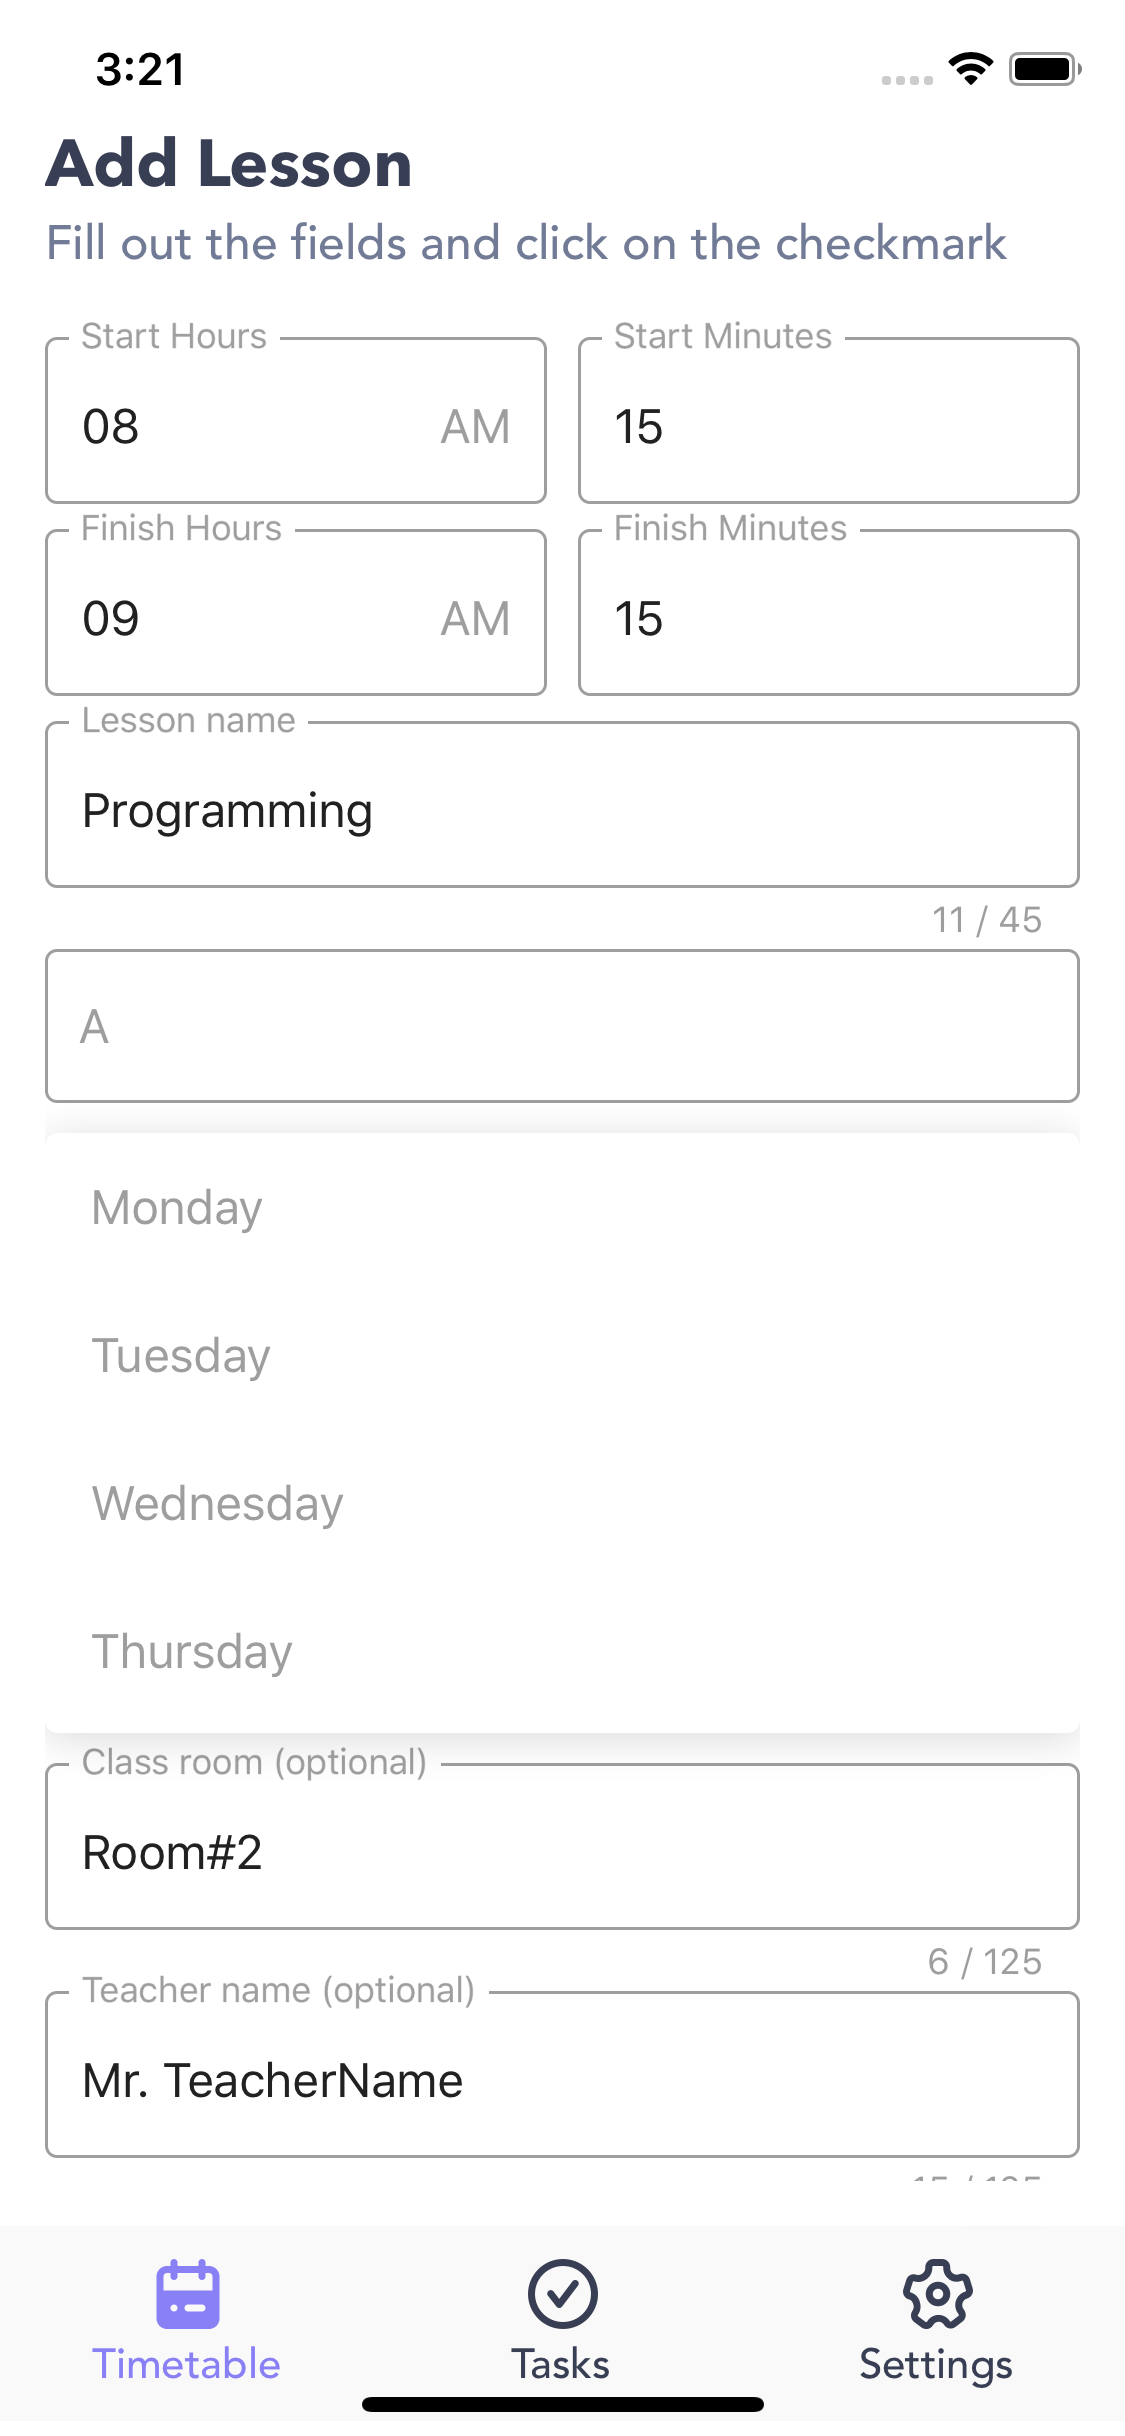 3:21
Add Lesson
Fill out the fields and click on the checkmark
Start Hours
Start Minutes
08 AM
15
Finish Hours
Finish Minutes
09 AM
15
Lesson name
Programming
11 / 45
A
Monday
Tuesday
Wednesday
Thursday
Class room (optional)
Room#2
6 / 125
Teacher name (optional)
Mr. TeacherName
Timetable
Tasks
Settings